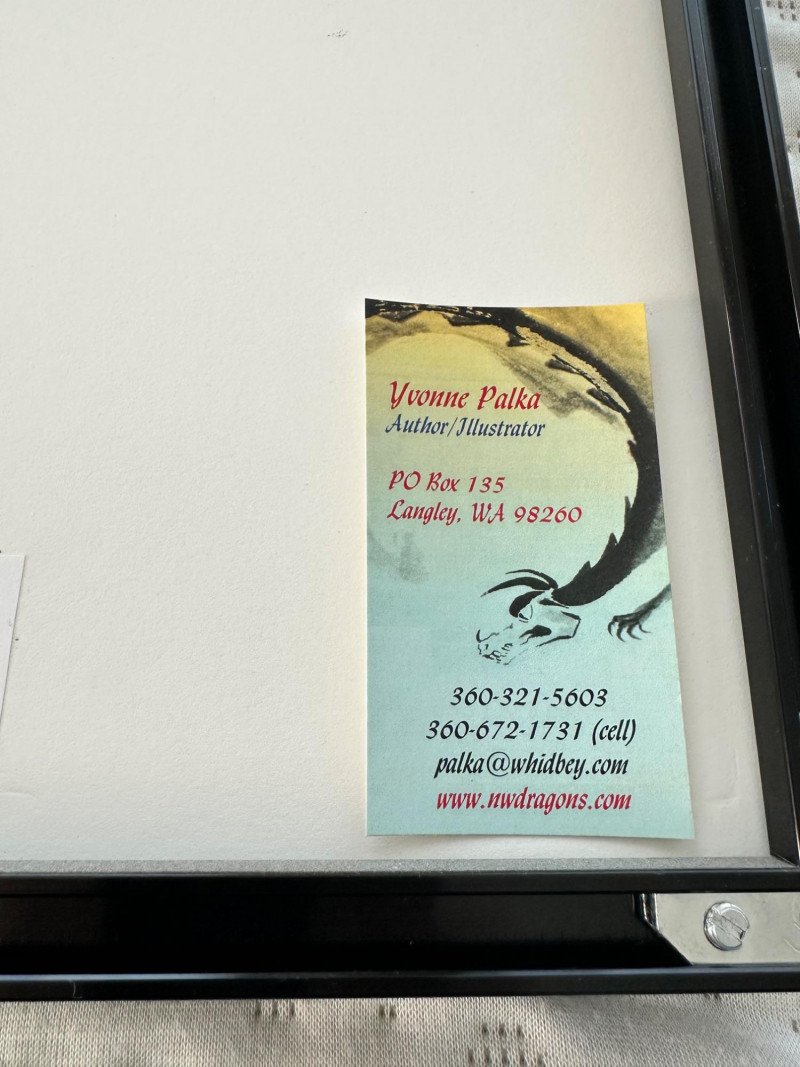 Yvonne Palka
Author/Illustrator
PO Box 135
Langley, WA 98260
360-321-5603
360-672-1731 (cell)
palka@whidbey.com
www.nwdragons.com